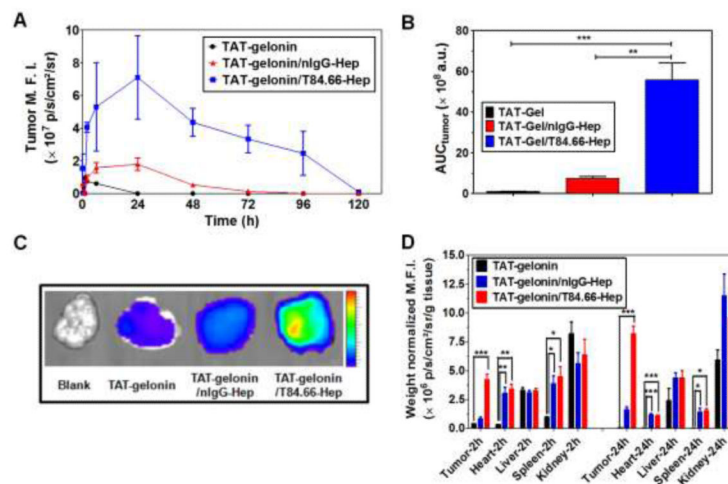 A
Tumor M. F. I.
(× 10⁷ p/s/cm²/sr)
10
8
6
4
2
0
TAT-gelonin
TAT-gelonin/nIgG-Hep
TAT-gelonin/T84.66-Hep
0 24 48 72 96 120
Time (h)
B
AUCtumor (× 10⁸ a.u.)
80
60
40
20
0
***
**
TAT-Gel
TAT-Gel/nIgG-Hep
TAT-Gel/T84.66-Hep
C
Blank
TAT-gelonin
TAT-gelonin
/nIgG-Hep
TAT-gelonin
/T84.66-Hep
D
Weight normalized M.F.I.
(× 10⁶ p/s/cm²/sr/g tissue)
15.0
12.5
10.0
7.5
5.0
2.5
0.0
TAT-gelonin
TAT-gelonin/nIgG-Hep
TAT-gelonin/T84.66-Hep
***
**
**
*
*
***
***
***
*
*
Tumor-2h
Heart-2h
Liver-2h
Spleen-2h
Kidney-2h
Tumor-24h
Heart-24h
Liver-24h
Spleen-24h
Kidney-24h